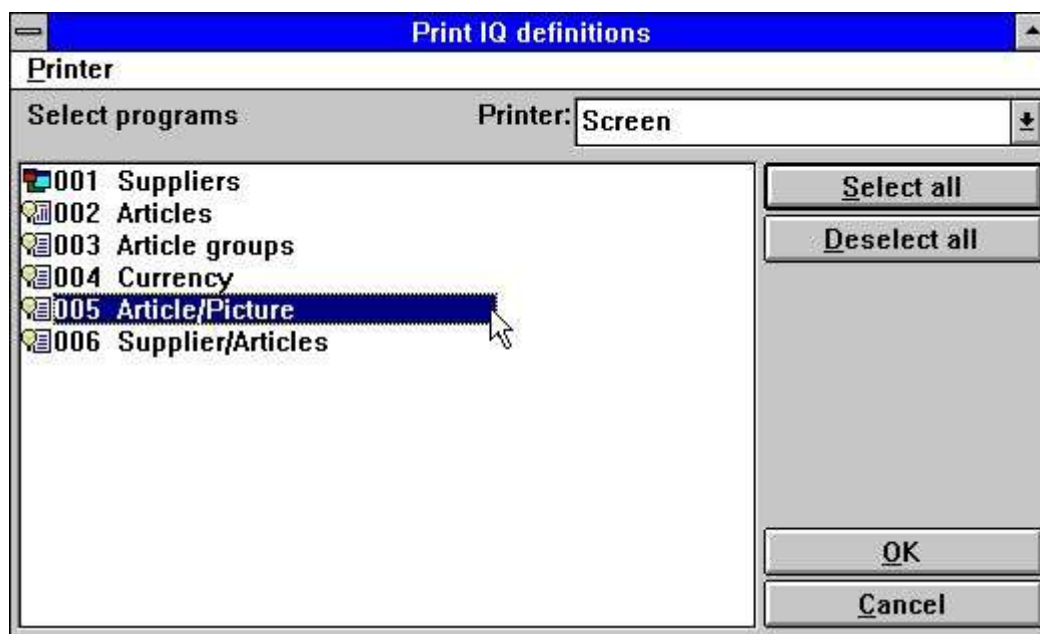 Print IQ definitions
Printer
Select programs Printer: Screen
001 Suppliers
002 Articles
003 Article groups
004 Currency
005 Article/Picture
006 Supplier/Articles
Select all
Deselect all
OK
Cancel